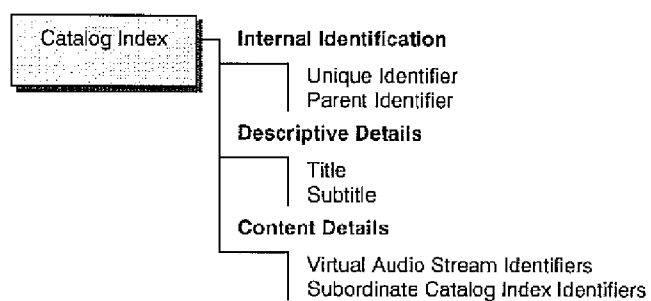 Catalog Index
Internal Identification
Unique Identifier
Parent Identifier
Descriptive Details
Title
Subtitle
Content Details
Virtual Audio Stream Identifiers
Subordinate Catalog Index Identifiers